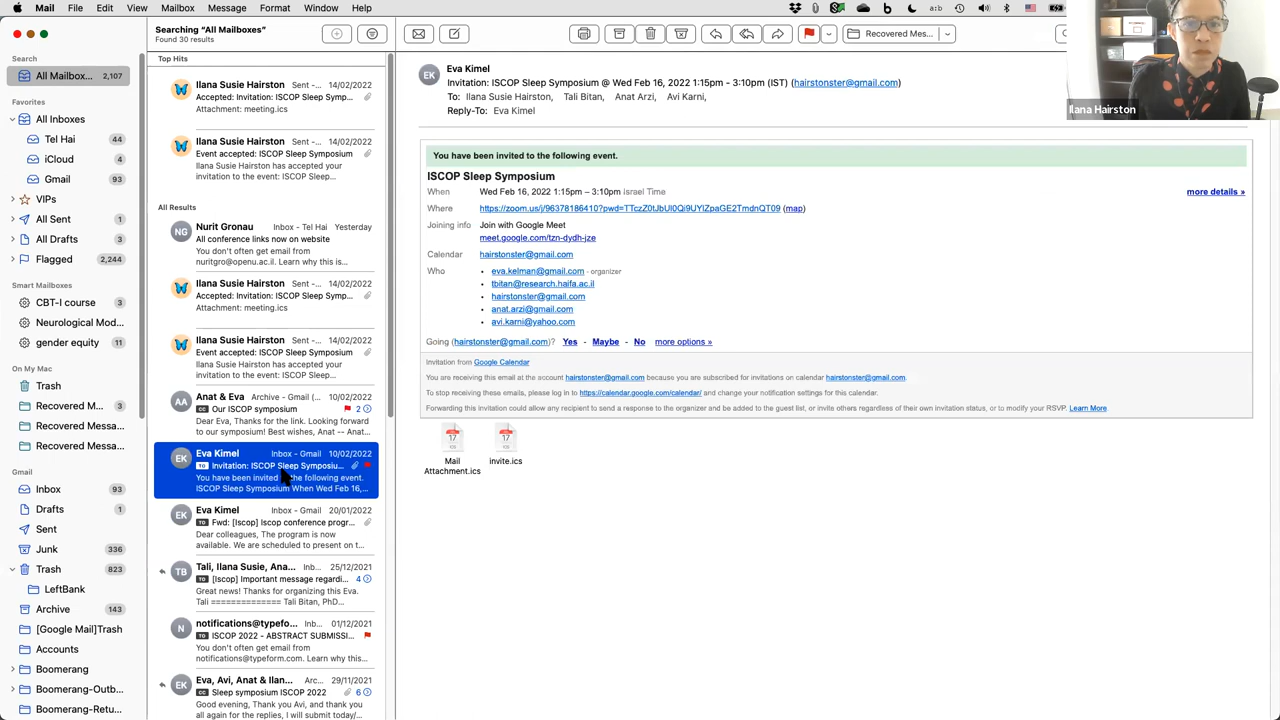 Mail File Edit View Mailbox Message Format Window Help
Searching “All Mailboxes”
Found 30 results
Recovered Mes...
Search
All Mailbox... 2,107
Favorites
All Inboxes
Tel Hai 44
iCloud 4
Gmail 93
VIPs
All Sent 1
All Drafts 3
Flagged 2,244
Smart Mailboxes
CBT-I course 3
Neurological Mod...
gender equity 11
On My Mac
Trash
Recovered M... 3
Recovered Messa...
Recovered Messa...
Gmail
Inbox 93
Drafts 1
Sent
Junk 336
Trash 823
LeftBank
Archive 143
[Google Mail]Trash
Accounts
Boomerang
Boomerang-Outb...
Boomerang-Retu...
Top Hits
Ilana Susie Hairston Sent -... 14/02/2022
Accepted: Invitation: ISCOP Sleep Symp...
Attachment: meeting.ics
Ilana Susie Hairston Sent -... 14/02/2022
Event accepted: ISCOP Sleep Symposium
Ilana Susie Hairston has accepted your
invitation to the event: ISCOP Sleep...
All Results
NG Nurit Gronau Inbox - Tel Hai Yesterday
All conference links now on website
You don't often get email from
nuritgro@openu.ac.il. Learn why this is...
Ilana Susie Hairston Sent -... 14/02/2022
Accepted: Invitation: ISCOP Sleep Symp...
Attachment: meeting.ics
Ilana Susie Hairston Sent -... 14/02/2022
Event accepted: ISCOP Sleep Symposium
Ilana Susie Hairston has accepted your
invitation to the event: ISCOP Sleep...
AA Anat & Eva Archive - Gmail (... 10/02/2022
CC Our ISCOP symposium 2
Dear Eva, Thanks for the link. Looking forward
to our symposium! Best wishes, Anat -- Anat...
EK Eva Kimel Inbox - Gmail 10/02/2022
TO Invitation: ISCOP Sleep Symposiu...
You have been invited the following event.
ISCOP Sleep Symposium When Wed Feb 16,...
EK Eva Kimel Inbox - Gmail 20/01/2022
TO Fwd: [Iscop] Iscop conference progr...
Dear colleagues, The program is now
available. We are scheduled to present on t...
TB Tali, Ilana Susie, Ana... Inb... 25/12/2021
TO [Iscop] Important message regardi... 4
Great news! Thanks for organizing this Eva.
Tali ============== Tali Bitan, PhD...
N notifications@typefo... Inb... 01/12/2021
TO ISCOP 2022 - ABSTRACT SUBMISSI...
You don't often get email from
notifications@typeform.com. Learn why this...
EK Eva, Avi, Anat & Ilan... Arc... 29/11/2021
CC Sleep symposium ISCOP 2022 6
Good evening, Thank you Avi, and thank you
all again for the replies, I will submit today/...
EK Eva Kimel
Invitation: ISCOP Sleep Symposium @ Wed Feb 16, 2022 1:15pm - 3:10pm (IST) (hairstonster@gmail.com)
To: Ilana Susie Hairston, Tali Bitan, Anat Arzi, Avi Karni,
Reply-To: Eva Kimel
You have been invited to the following event.
ISCOP Sleep Symposium
When Wed Feb 16, 2022 1:15pm – 3:10pm Israel Time
more details »
Where https://zoom.us/j/96378186410?pwd=TTczZ0tJbUI0Qi9UYlZpaGE2TmdnQT09 (map)
Joining info Join with Google Meet
meet.google.com/tzn-dydh-jze
Calendar hairstonster@gmail.com
Who • eva.kelman@gmail.com - organizer
• tbitan@research.haifa.ac.il
• hairstonster@gmail.com
• anat.arzi@gmail.com
• avi.karni@yahoo.com
Going (hairstonster@gmail.com)? Yes - Maybe - No more options »
Invitation from Google Calendar
You are receiving this email at the account hairstonster@gmail.com because you are subscribed for invitations on calendar hairstonster@gmail.com.
To stop receiving these emails, please log in to https://calendar.google.com/calendar/ and change your notification settings for this calendar.
Forwarding this invitation could allow any recipient to send a response to the organizer and be added to the guest list, or invite others regardless of their own invitation status, or to modify your RSVP. Learn More.
Mail
Attachment.ics
invite.ics
Ilana Hairston